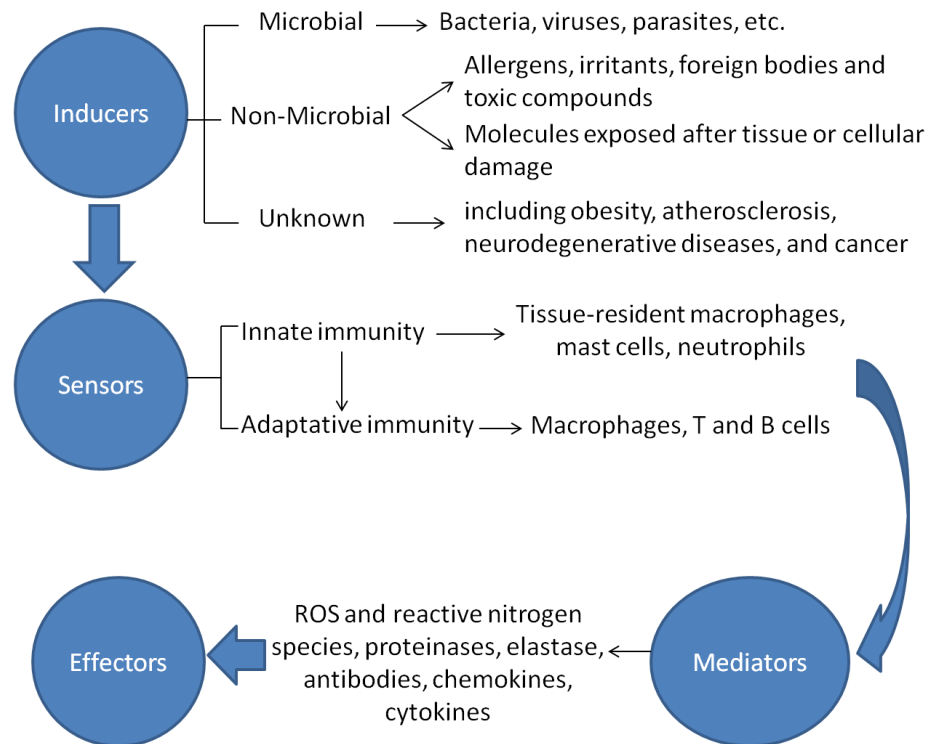 Inducers
Microbial
Bacteria, viruses, parasites, etc.
Non-Microbial
Allergens, irritants, foreign bodies and
toxic compounds
Molecules exposed after tissue or cellular
damage
Unknown
including obesity, atherosclerosis,
neurodegenerative diseases, and cancer
Sensors
Innate immunity
Tissue-resident macrophages,
mast cells, neutrophils
Adaptative immunity
Macrophages, T and B cells
Effectors
ROS and reactive nitrogen
species, proteinases, elastase,
antibodies, chemokines,
cytokines
Mediators